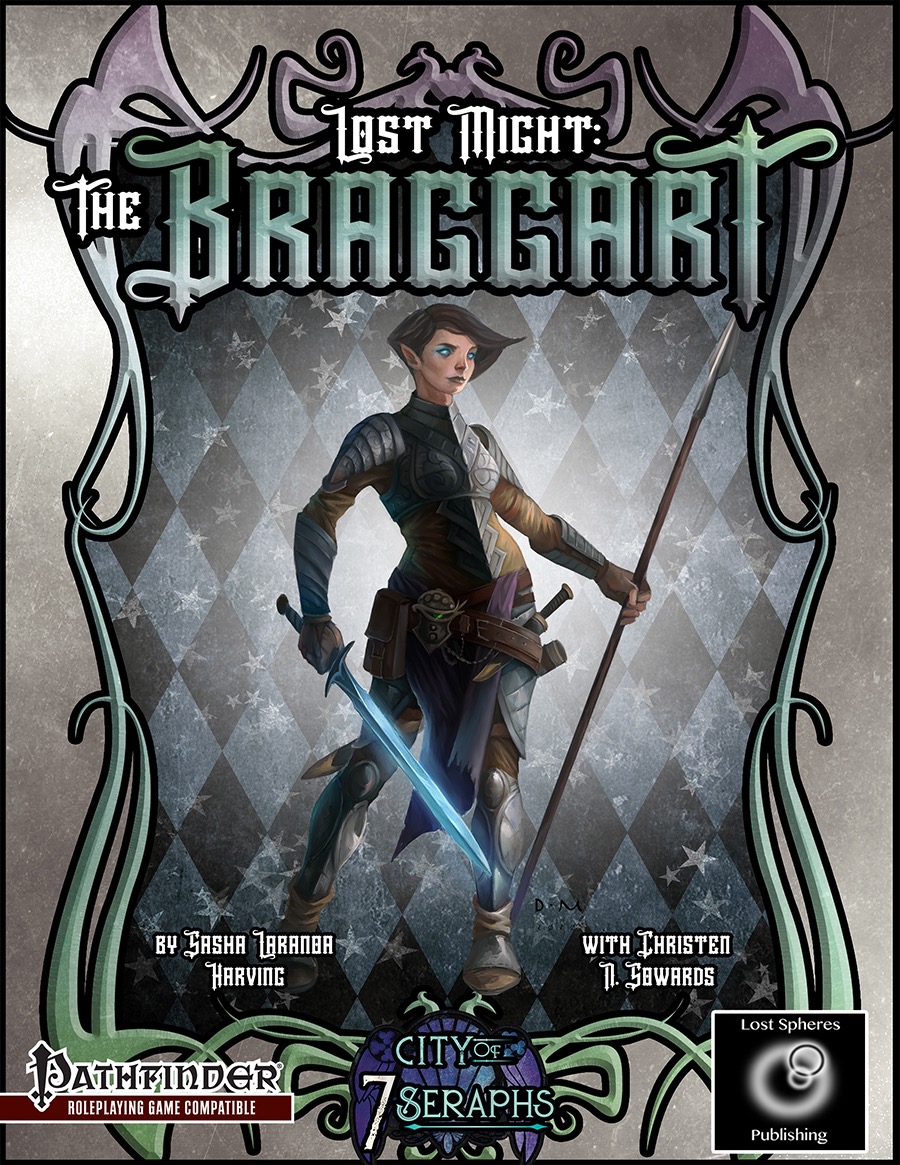 Lost Might:
The Braggart
D.M
by Sasha Laranoa
Harving
with Christen
N. Sowards
City of
7 Seraphs
Pathfinder
ROLEPLAYING GAME COMPATIBLE
Lost Spheres
Publishing